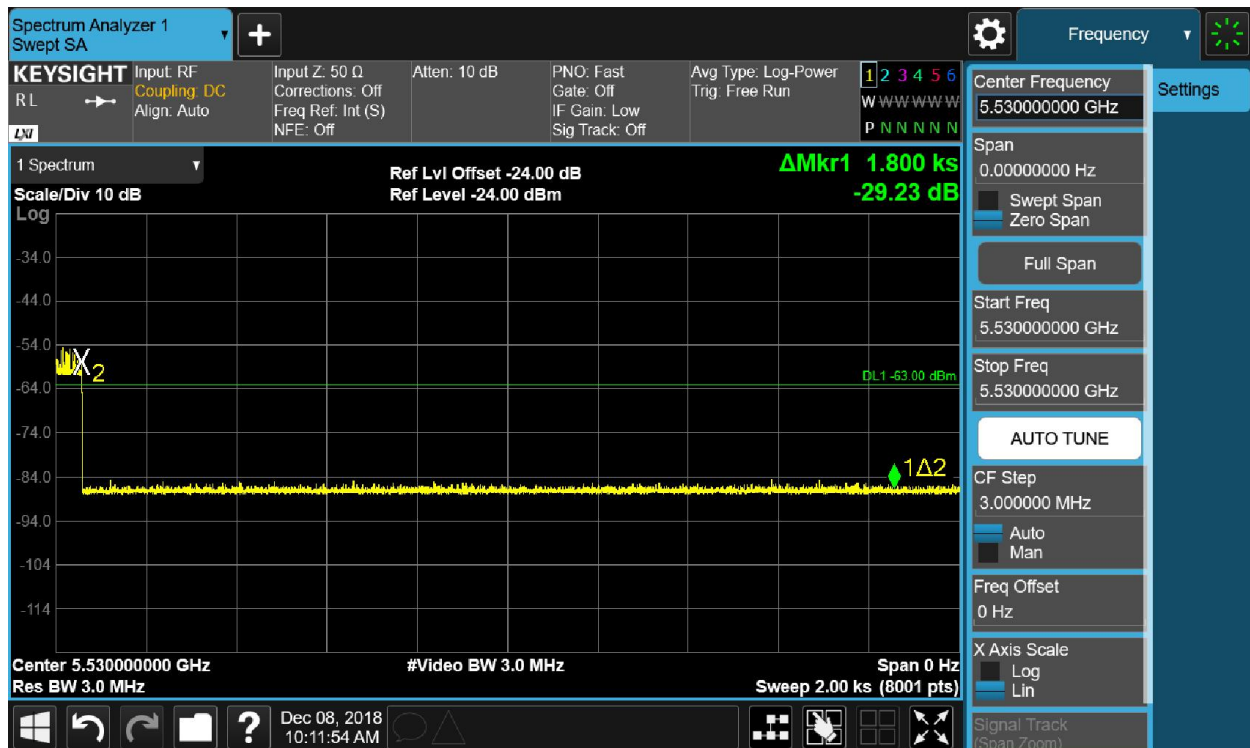 Spectrum Analyzer 1
Swept SA
+
Frequency
KEYSIGHT
RL
LXI
Input: RF
Coupling: DC
Align: Auto
Input Z: 50 Ω
Corrections: Off
Freq Ref: Int (S)
NFE: Off
Atten: 10 dB
PNO: Fast
Gate: Off
IF Gain: Low
Sig Track: Off
Avg Type: Log-Power
Trig: Free Run
1 2 3 4 5 6
W W W W W W
P N N N N N
1 Spectrum
Scale/Div 10 dB
Log
Ref Lvl Offset -24.00 dB
Ref Level -24.00 dBm
ΔMkr1 1.800 ks
-29.23 dB
-34.0
-44.0
-54.0
-64.0
-74.0
-84.0
-94.0
-104
-114
X2
DL1 -63.00 dBm
1Δ2
Center 5.530000000 GHz
Res BW 3.0 MHz
#Video BW 3.0 MHz
Span 0 Hz
Sweep 2.00 ks (8001 pts)
Center Frequency
5.530000000 GHz
Span
0.00000000 Hz
Swept Span
Zero Span
Full Span
Start Freq
5.530000000 GHz
Stop Freq
5.530000000 GHz
AUTO TUNE
CF Step
3.000000 MHz
Auto
Man
Freq Offset
0 Hz
X Axis Scale
Log
Lin
Signal Track
(Span Zoom)
Settings
?
Dec 08, 2018
10:11:54 AM